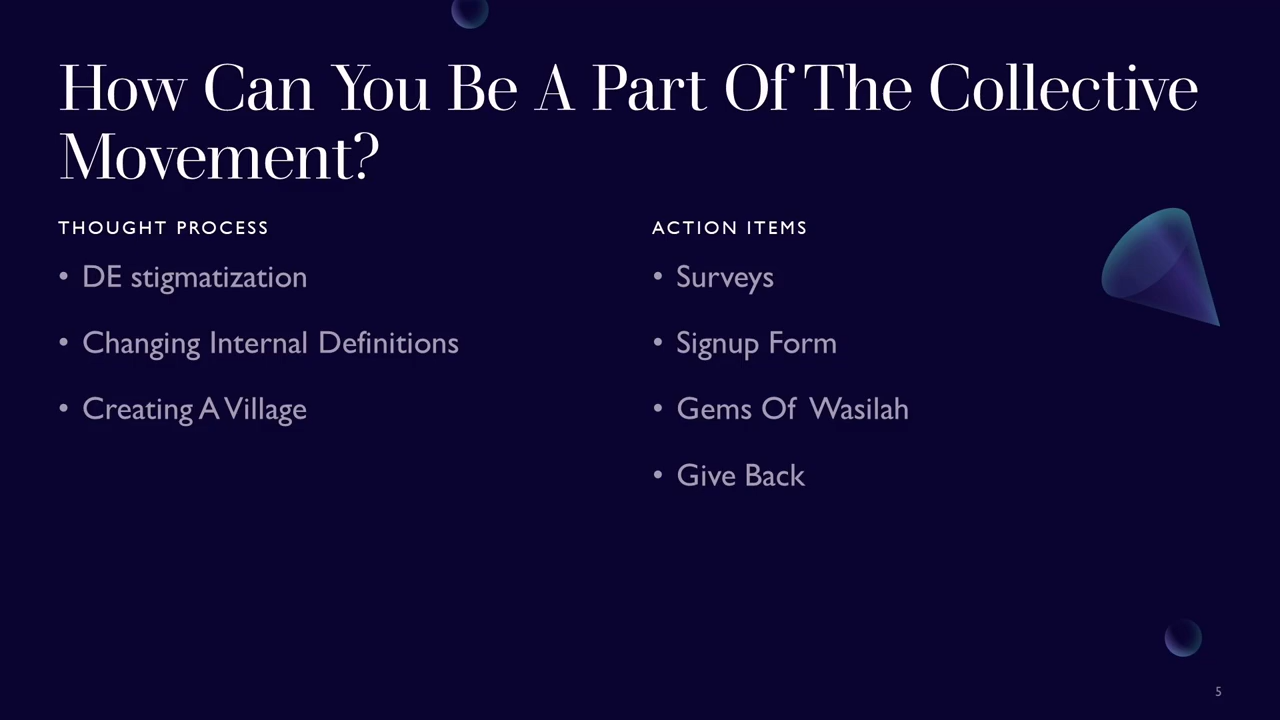 How Can You Be A Part Of The Collective
Movement?
THOUGHT PROCESS
• DE stigmatization
• Changing Internal Definitions
• Creating A Village
ACTION ITEMS
• Surveys
• Signup Form
• Gems Of Wasilah
• Give Back
5